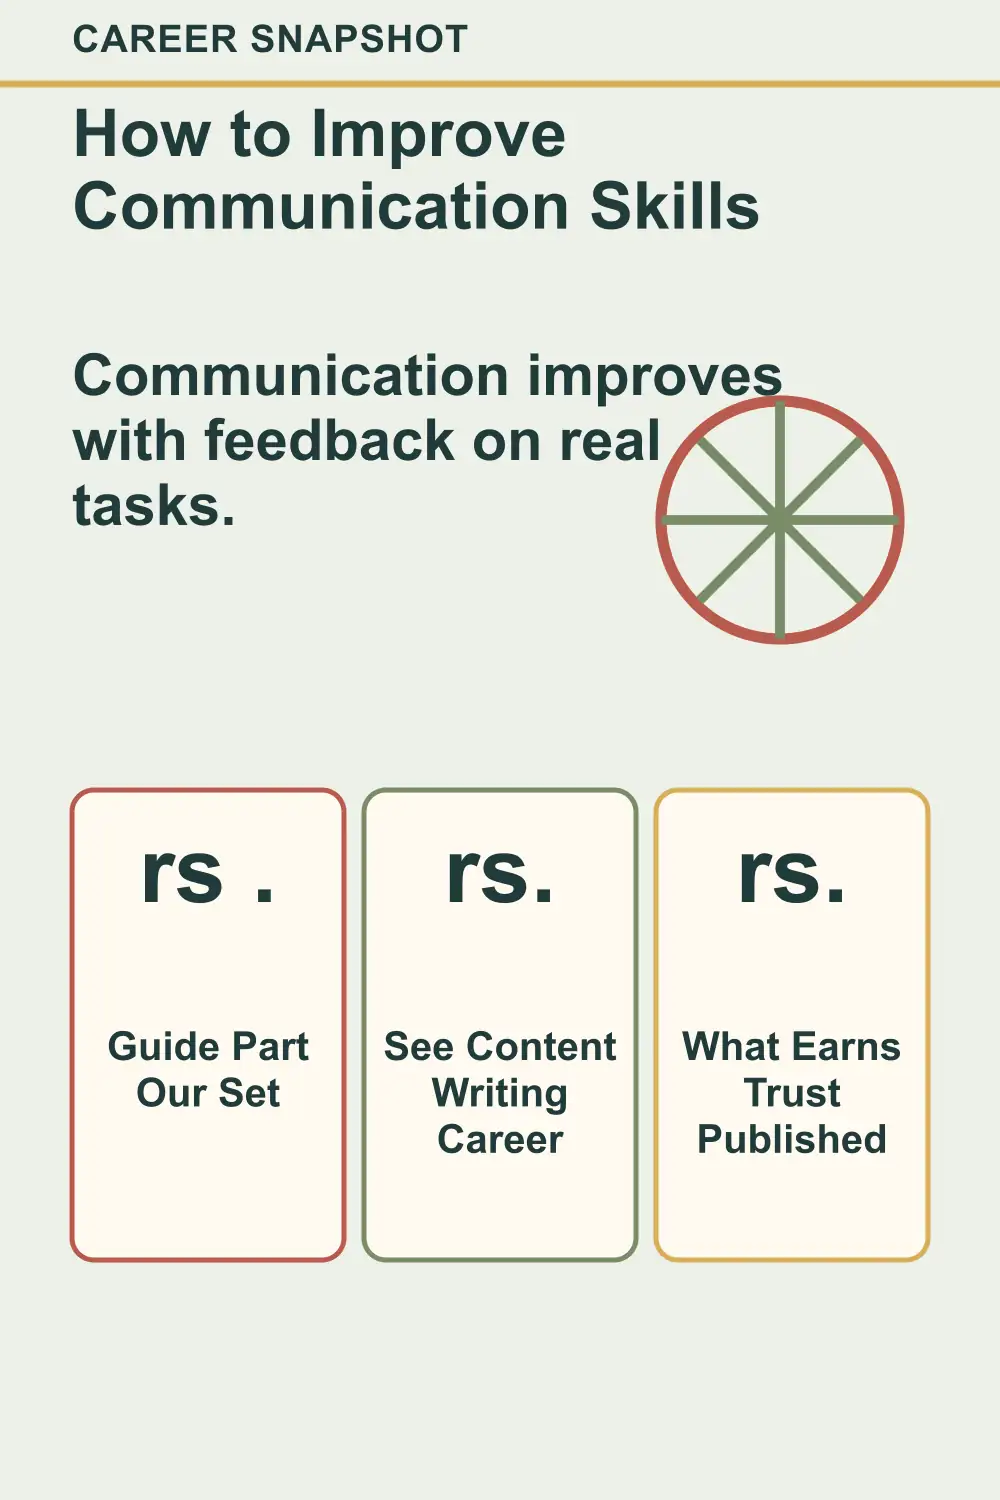 CAREER SNAPSHOT
How to Improve
Communication Skills
Communication improves
with feedback on real
tasks.
rs .
Guide Part
Our Set
rs.
See Content
Writing
Career
rs.
What Earns
Trust
Published